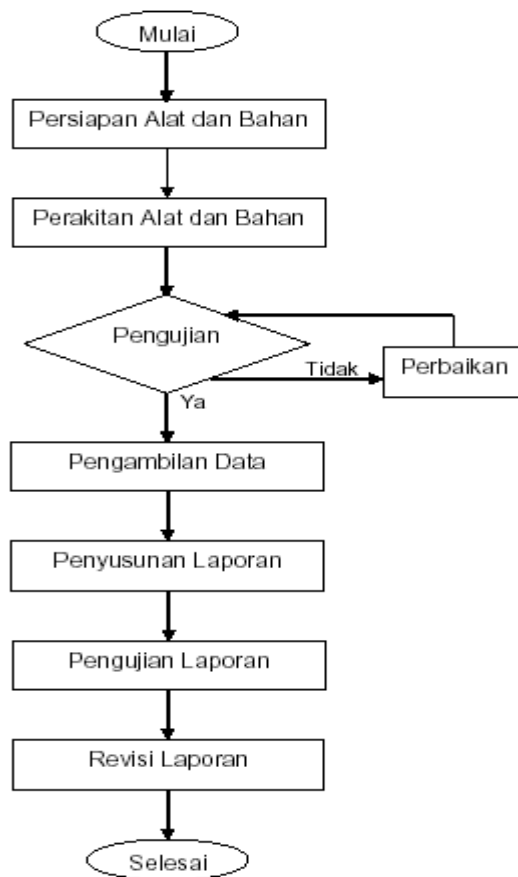 Mulai
Persiapan Alat dan Bahan
Perakitan Alat dan Bahan
Pengujian
Tidak
Perbaikan
Ya
Pengambilan Data
Penyusunan Laporan
Pengujian Laporan
Revisi Laporan
Selesai